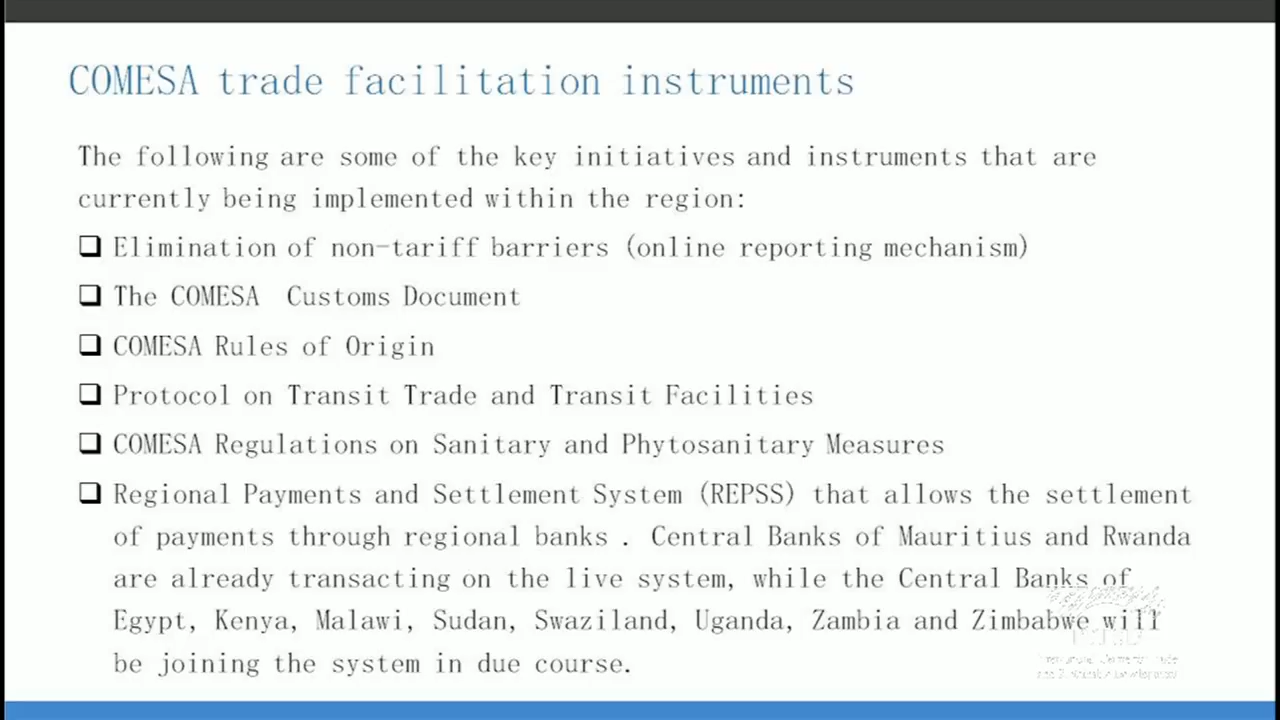 COMESA trade facilitation instruments
The following are some of the key initiatives and instruments that are
currently being implemented within the region:
Elimination of non-tariff barriers (online reporting mechanism)
The COMESA Customs Document
COMESA Rules of Origin
Protocol on Transit Trade and Transit Facilities
COMESA Regulations on Sanitary and Phytosanitary Measures
Regional Payments and Settlement System (REPSS) that allows the settlement
of payments through regional banks . Central Banks of Mauritius and Rwanda
are already transacting on the live system, while the Central Banks of
Egypt, Kenya, Malawi, Sudan, Swaziland, Uganda, Zambia and Zimbabwe will
be joining the system in due course.